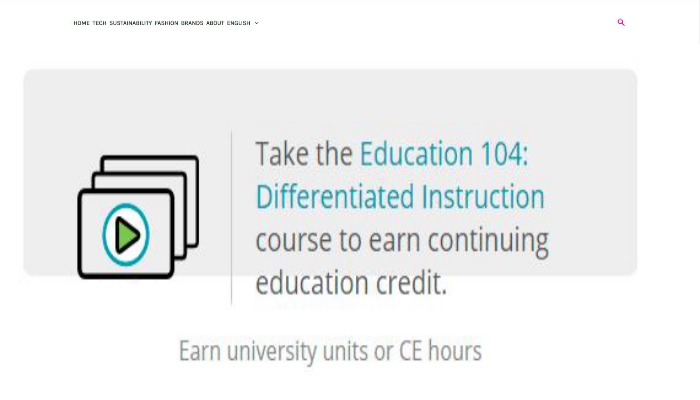 HOME TECH SUSTAINABILITY FASHION BRANDS ABOUT ENGLISH
Take the Education 104:
Differentiated Instruction
course to earn continuing
education credit.
Earn university units or CE hours